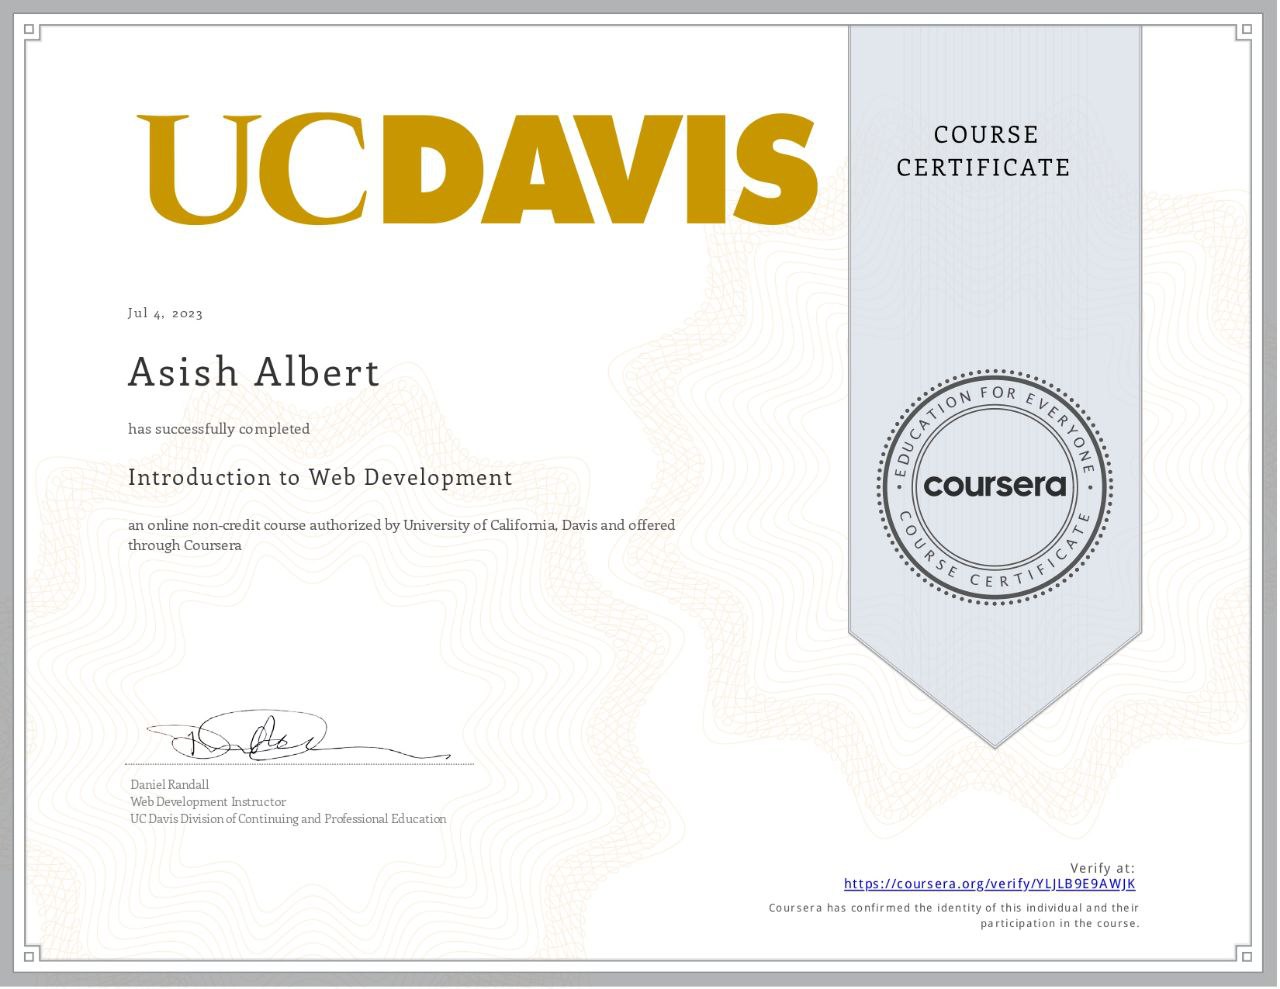 UCDAVIS
COURSE
CERTIFICATE
Jul 4, 2023
Asish Albert
has successfully completed
Introduction to Web Development
an online non-credit course authorized by University of California, Davis and offered
through Coursera
EDUCATION FOR EVERYONE
coursera
COURSE CERTIFICATE
Daniel Randall
Web Development Instructor
UC Davis Division of Continuing and Professional Education
Verify at:
https://coursera.org/verify/YLJLB9E9AWJK
Coursera has confirmed the identity of this individual and their
participation in the course.